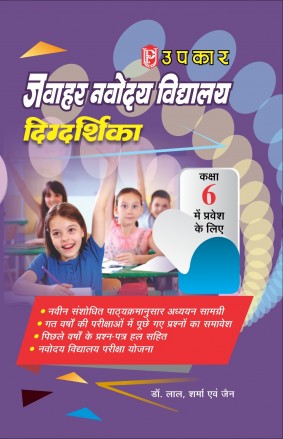 उपकार
जवाहर नवोदय विद्यालय
दिग्दर्शिका
कक्षा
6
में प्रवेश
के लिए
• नवीन संशोधित पाठ्यक्रमानुसार अध्ययन सामग्री
• गत वर्षों की परीक्षाओं में पूछे गए प्रश्नों का समावेश
• पिछले वर्षों के प्रश्न-पत्र हल सहित
• नवोदय विद्यालय परीक्षा योजना
डॉ. लाल, शर्मा एवं जैन